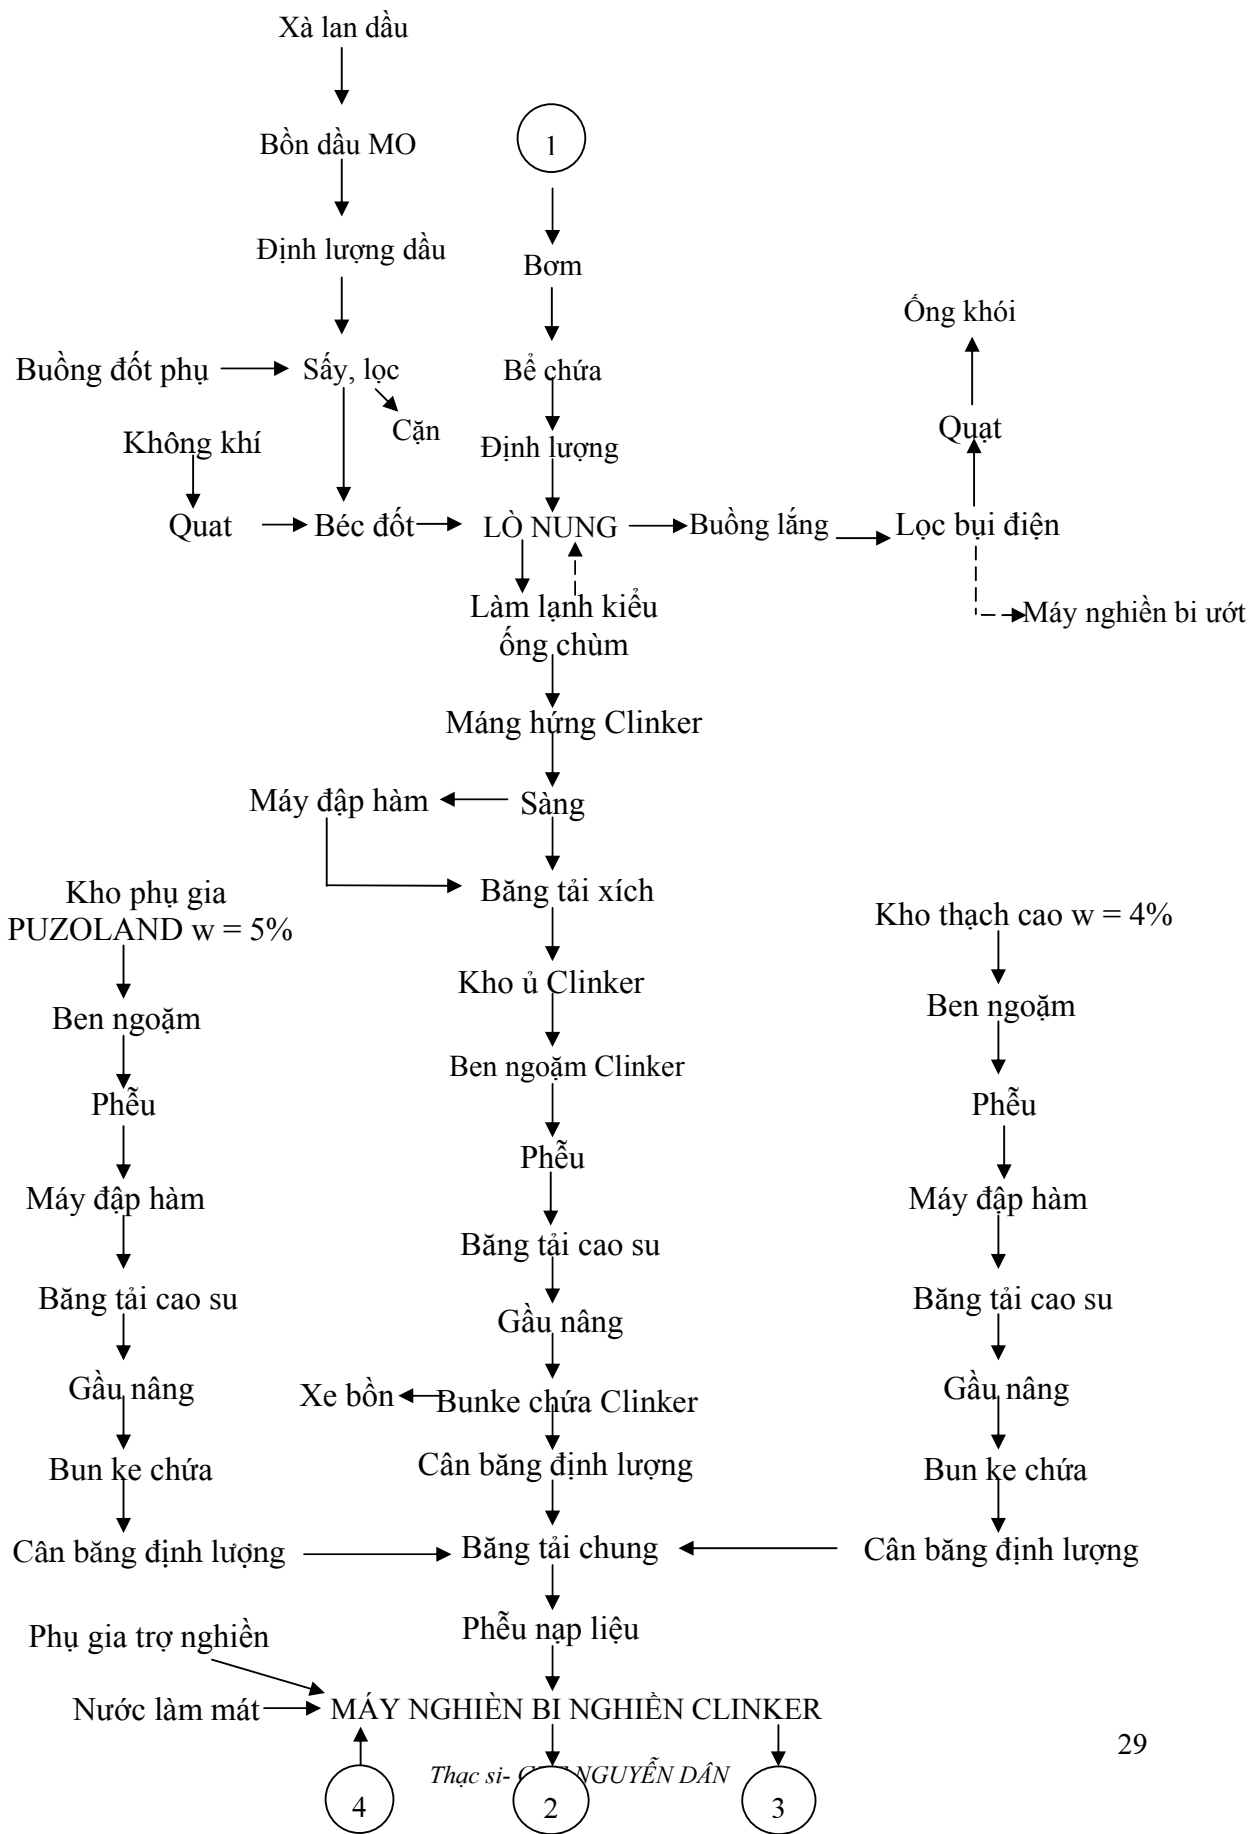 Xà lan dầu
Bồn dầu MO
1
Định lượng dầu
Bơm
Ống khói
Buồng đốt phụ
Sấy, lọc
Bể chứa
Cặn
Quạt
Không khí
Định lượng
Quat
Béc đốt
LÒ NUNG
Buồng lắng
Lọc bụi điện
Làm lạnh kiểu
ống chùm
Máy nghiền bi ướt
Máng hứng Clinker
Máy đập hàm
Sàng
Băng tải xích
Kho phụ gia
PUZOLAND w = 5%
Kho thạch cao w = 4%
Kho ủ Clinker
Ben ngoặm
Ben ngoặm
Ben ngoặm Clinker
Phễu
Phễu
Phễu
Máy đập hàm
Máy đập hàm
Băng tải cao su
Băng tải cao su
Băng tải cao su
Gầu nâng
Gầu nâng
Xe bồn
Bunke chứa Clinker
Gầu nâng
Bun ke chứa
Cân băng định lượng
Bun ke chứa
Cân băng định lượng
Băng tải chung
Cân băng định lượng
Phụ gia trợ nghiền
Phễu nạp liệu
Nước làm mát
MÁY NGHIÈN BI NGHIỀN CLINKER
29
Thạc si- NGUYỄN DÂN
4
2
3